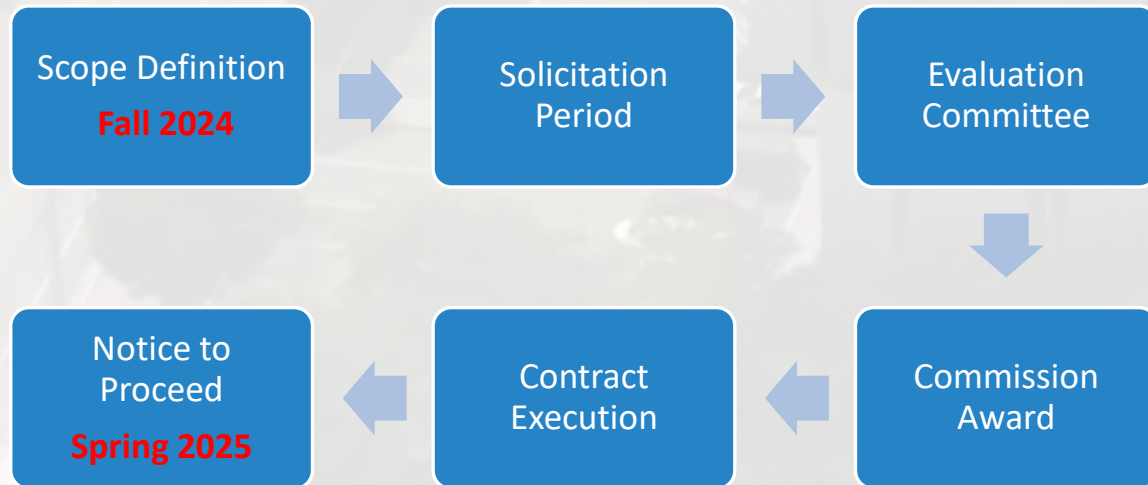 Scope Definition
Fall 2024
Solicitation
Period
Evaluation
Committee
Commission
Award
Contract
Execution
Notice to
Proceed
Spring 2025